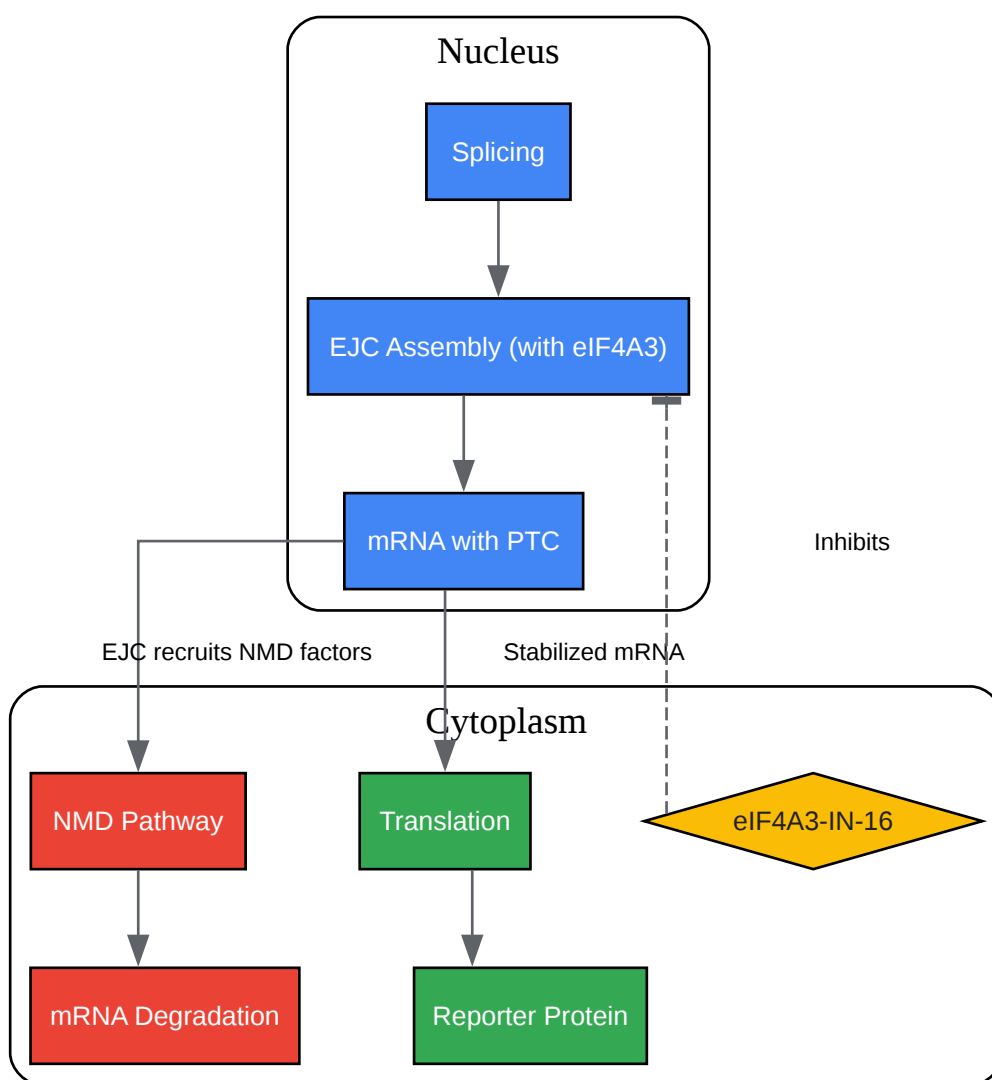 Nucleus
Splicing
EJC Assembly (with eIF4A3)
mRNA with PTC
Inhibits
EJC recruits NMD factors
Stabilized mRNA
Cytoplasm
NMD Pathway
Translation
eIF4A3-IN-16
mRNA Degradation
Reporter Protein